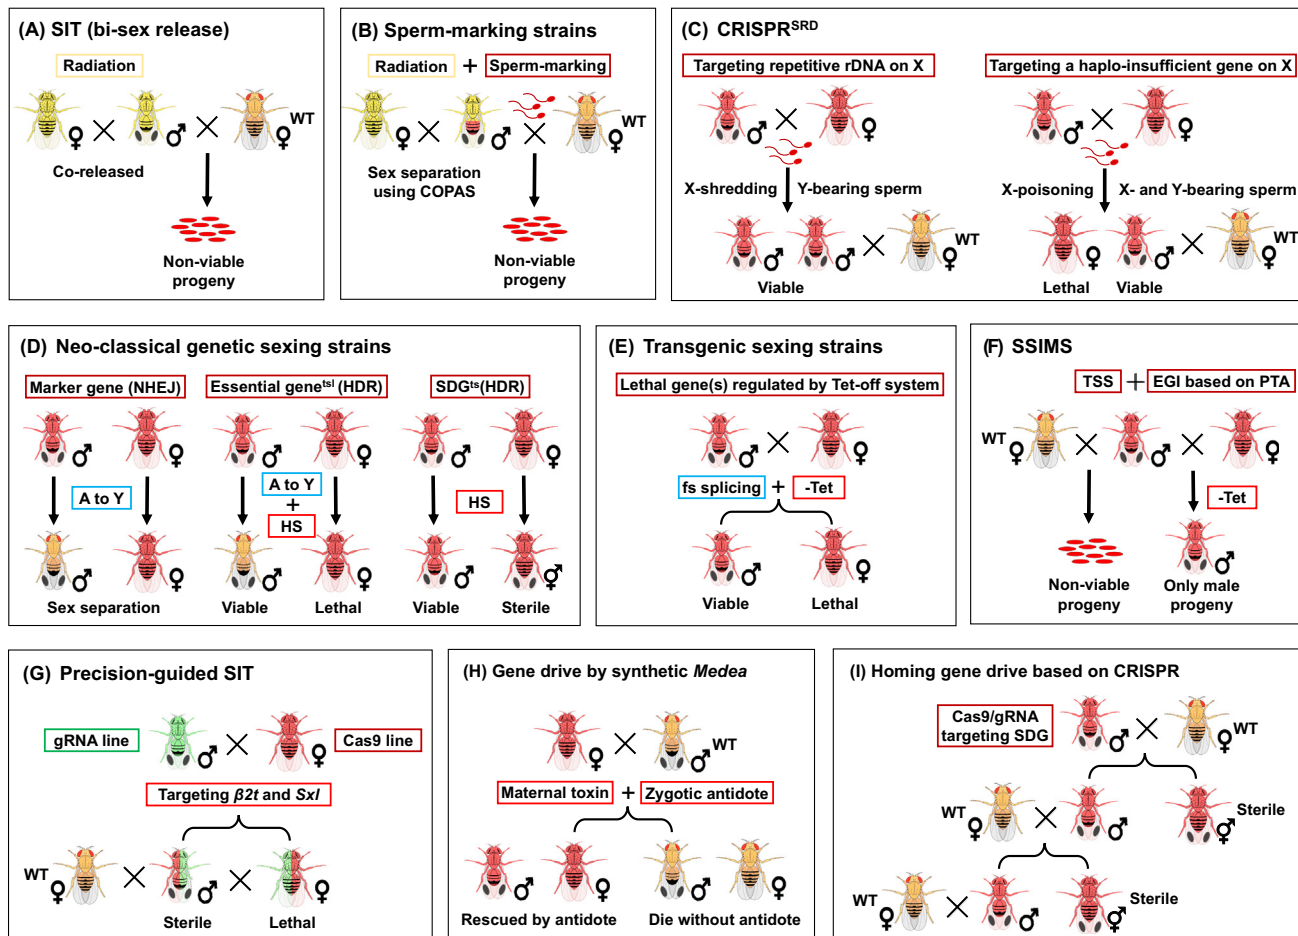 (A) SIT (bi-sex release)
Radiation
♀ × ♂ × ♀ WT
Co-released
Non-viable
progeny
(B) Sperm-marking strains
Radiation + Sperm-marking
♀ × ♂ × ♀ WT
Sex separation
using COPAS
Non-viable
progeny
(C) CRISPRSRD
Targeting repetitive rDNA on X
♂ × ♀
X-shredding Y-bearing sperm
♂ ♂ × ♀ WT
Viable
Targeting a haplo-insufficient gene on X
♂ × ♀
X-poisoning X- and Y-bearing sperm
♀ ♂ × ♀ WT
Lethal Viable
(D) Neo-classical genetic sexing strains
Marker gene (NHEJ)
♂ ♀
A to Y
♂ ♀
Sex separation
Essential genetsl (HDR)
♂ ♀
A to Y
+
HS
♂ ♀
Viable Lethal
SDGts(HDR)
♂ ♀
HS
♂ ⚥
Viable Sterile
(E) Transgenic sexing strains
Lethal gene(s) regulated by Tet-off system
♂ × ♀
fs splicing + -Tet
♂ ♀
Viable Lethal
(F) SSIMS
TSS + EGI based on PTA
WT ♀ × ♂ × ♀
-Tet
♂
Non-viable
progeny
Only male
progeny
(G) Precision-guided SIT
gRNA line ♂ × ♀ Cas9 line
Targeting β2t and Sxl
WT ♀ × ♂ × ♀
Sterile Lethal
(H) Gene drive by synthetic Medea
♀ × ♂ WT
Maternal toxin + Zygotic antidote
♂ ♀ ♂ ♀
Rescued by antidote Die without antidote
(I) Homing gene drive based on CRISPR
Cas9/gRNA
targeting SDG
♂ × ♀ WT
WT ♀ × ♂ ⚥ Sterile
WT ♀ × ♂ ⚥ Sterile